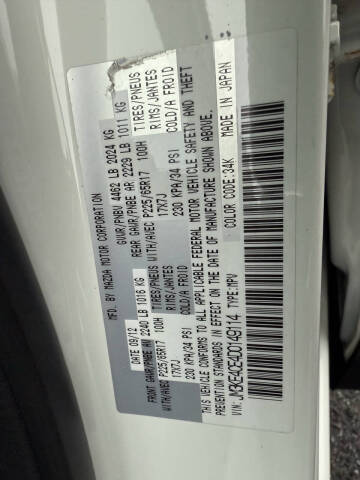 MFD. BY MAZDA MOTOR CORPORATION
DATE 09/12 GVWR/PNBV 4462 LB 2024 KG
FRONT GAWR/PNBE AV 2240 LB 1016 KG REAR GAWR/PNBE AR 2229 LB 1011 KG
WITH/AVEC P225/65R17 100H TIRES/PNEUS WITH/AVEC P225/65R17 100H TIRES/PNEUS
17X7J RIMS/JANTES 17X7J RIMS/JANTES
230 KPA/34 PSI COLD/A FROID 230 KPA/34 PSI COLD/A FROID
THIS VEHICLE CONFORMS TO ALL APPLICABLE FEDERAL MOTOR VEHICLE SAFETY AND THEFT
PREVENTION STANDARDS IN EFFECT ON THE DATE OF MANUFACTURE SHOWN ABOVE.
VIN: JM3KE4CE4D0149114 TYPE: MPV COLOR CODE: 34K MADE IN JAPAN